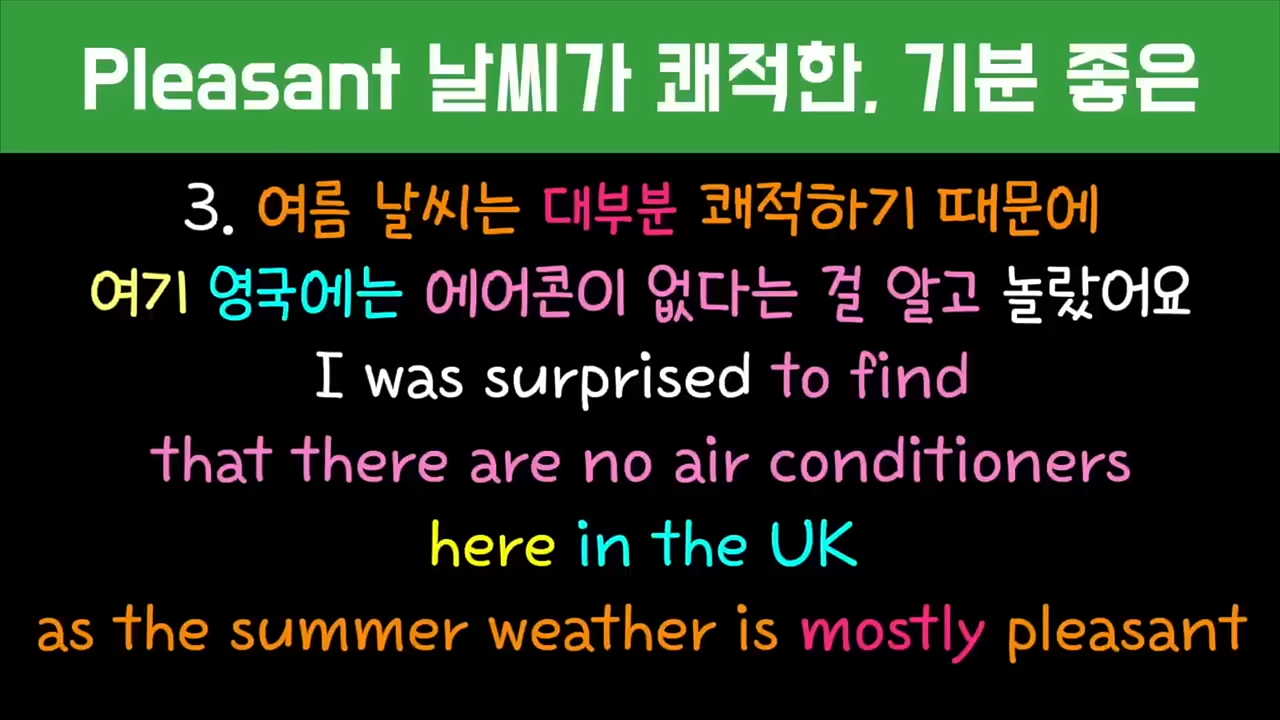 Pleasant 날씨가 쾌적한, 기분 좋은
3. 여름 날씨는 대부분 쾌적하기 때문에
여기 영국에는 에어콘이 없다는 걸 알고 놀랐어요
I was surprised to find
that there are no air conditioners
here in the UK
as the summer weather is mostly pleasant